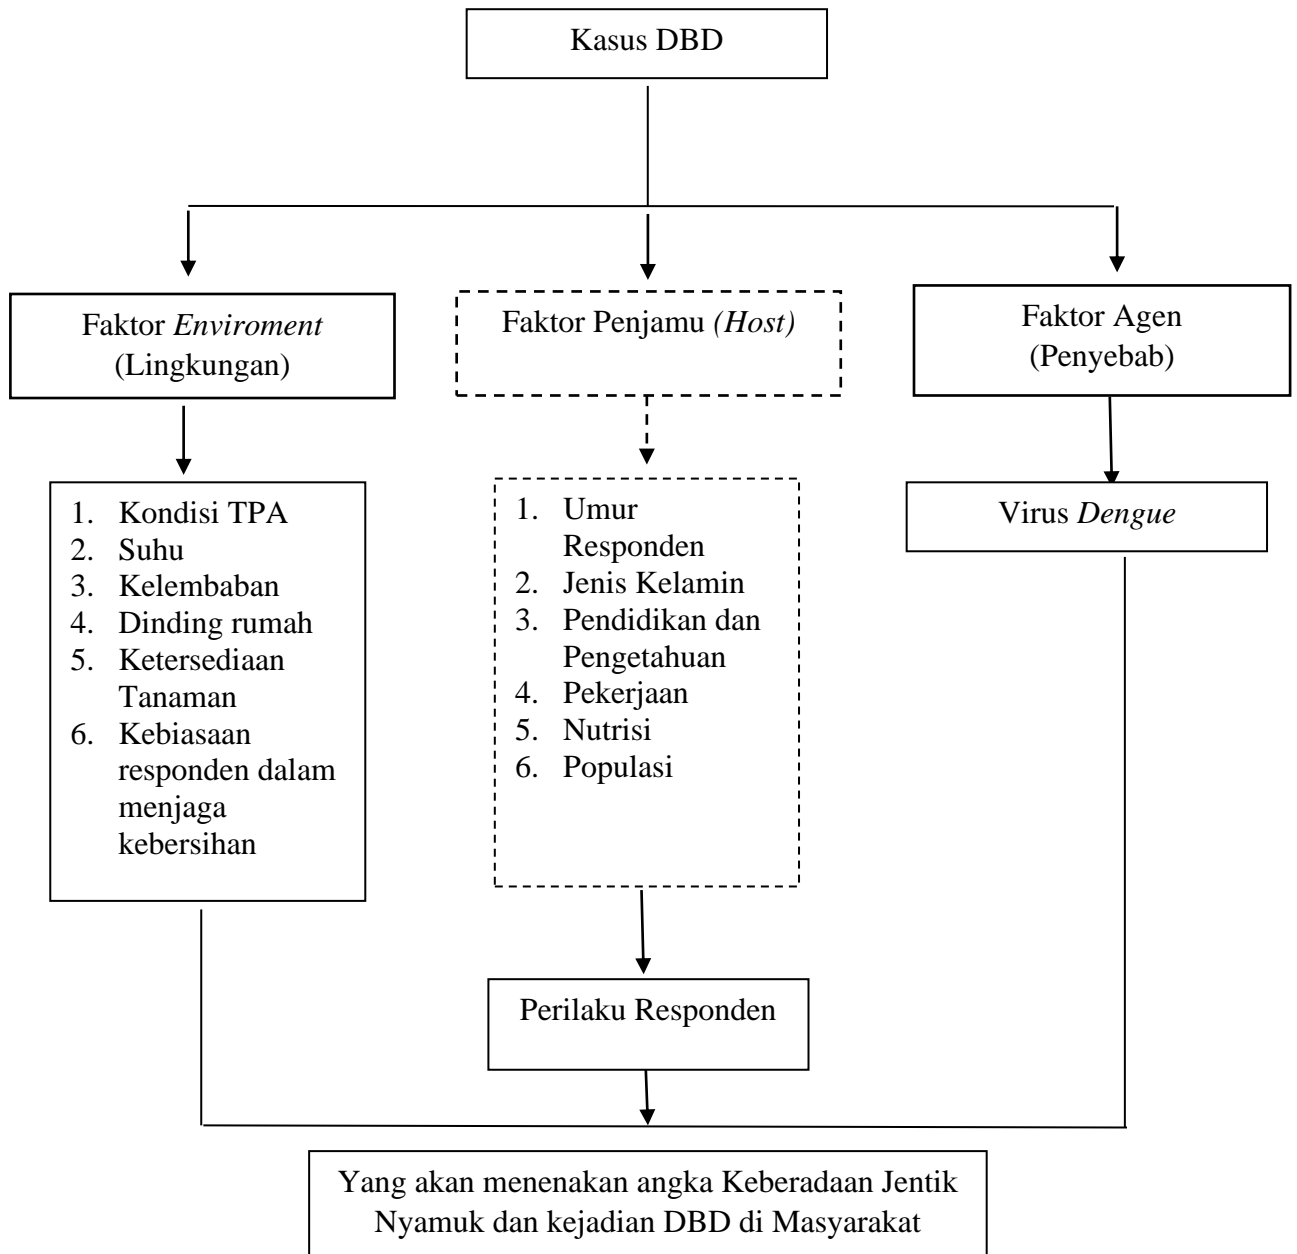 Kasus DBD
Faktor Enviroment
(Lingkungan)
Faktor Penjamu (Host)
Faktor Agen
(Penyebab)
1. Kondisi TPA
2. Suhu
3. Kelembaban
4. Dinding rumah
5. Ketersediaan
Tanaman
6. Kebiasaan
responden dalam
menjaga
kebersihan
1. Umur
Responden
2. Jenis Kelamin
3. Pendidikan dan
Pengetahuan
4. Pekerjaan
5. Nutrisi
6. Populasi
Virus Dengue
Perilaku Responden
Yang akan menenakan angka Keberadaan Jentik
Nyamuk dan kejadian DBD di Masyarakat